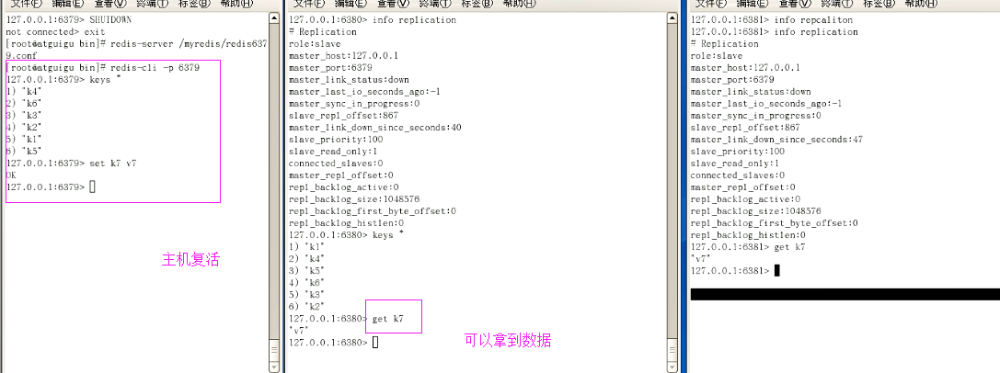 文件(F) 编辑(E) 查看(V) 终端(T) 标签(B) 帮助(H)
127.0.0.1:6379> SHUTDOWN
not connected> exit
[root@atguigu bin]# redis-server /myredis/redis637
9.conf
[root@atguigu bin]# redis-cli -p 6379
127.0.0.1:6379> keys *
1) "k4"
2) "k6"
3) "k3"
4) "k2"
5) "k1"
6) "k5"
127.0.0.1:6379> set k7 v7
OK
127.0.0.1:6379>
主机复活
文件(F) 编辑(E) 查看(V) 终端(T) 标签(B) 帮助(H)
127.0.0.1:6380> info replication
# Replication
role:slave
master_host:127.0.0.1
master_port:6379
master_link_status:down
master_last_io_seconds_ago:-1
master_sync_in_progress:0
slave_repl_offset:867
master_link_down_since_seconds:40
slave_priority:100
slave_read_only:1
connected_slaves:0
master_repl_offset:0
repl_backlog_active:0
repl_backlog_size:1048576
repl_backlog_first_byte_offset:0
repl_backlog_histlen:0
127.0.0.1:6380> keys *
1) "k1"
2) "k4"
3) "k5"
4) "k6"
5) "k3"
6) "k2"
127.0.0.1:6380> get k7
"v7"
127.0.0.1:6380>
可以拿到数据
文件(F) 编辑(E) 查看(V) 终端(T) 标签(B) 帮助(H)
127.0.0.1:6381> info repcaliton
127.0.0.1:6381> info replication
# Replication
role:slave
master_host:127.0.0.1
master_port:6379
master_link_status:down
master_last_io_seconds_ago:-1
master_sync_in_progress:0
slave_repl_offset:867
master_link_down_since_seconds:47
slave_priority:100
slave_read_only:1
connected_slaves:0
master_repl_offset:0
repl_backlog_active:0
repl_backlog_size:1048576
repl_backlog_first_byte_offset:0
repl_backlog_histlen:0
127.0.0.1:6381> get k7
"v7"
127.0.0.1:6381>